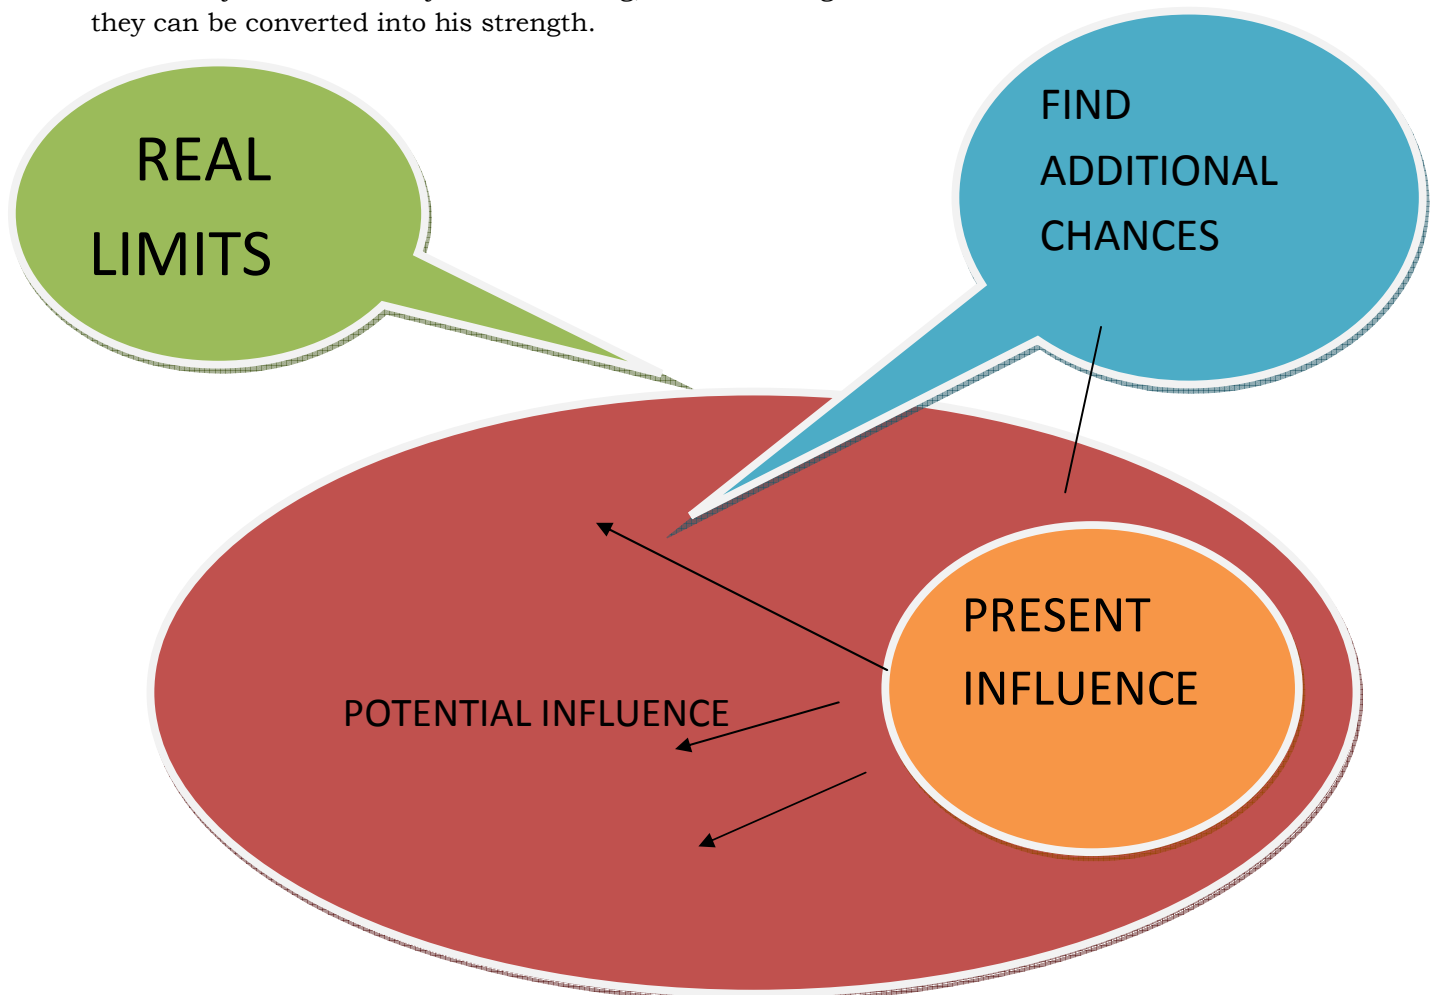 they can be converted into his strength.
REAL
LIMITS
FIND
ADDITIONAL
CHANCES
PRESENT
INFLUENCE
POTENTIAL INFLUENCE